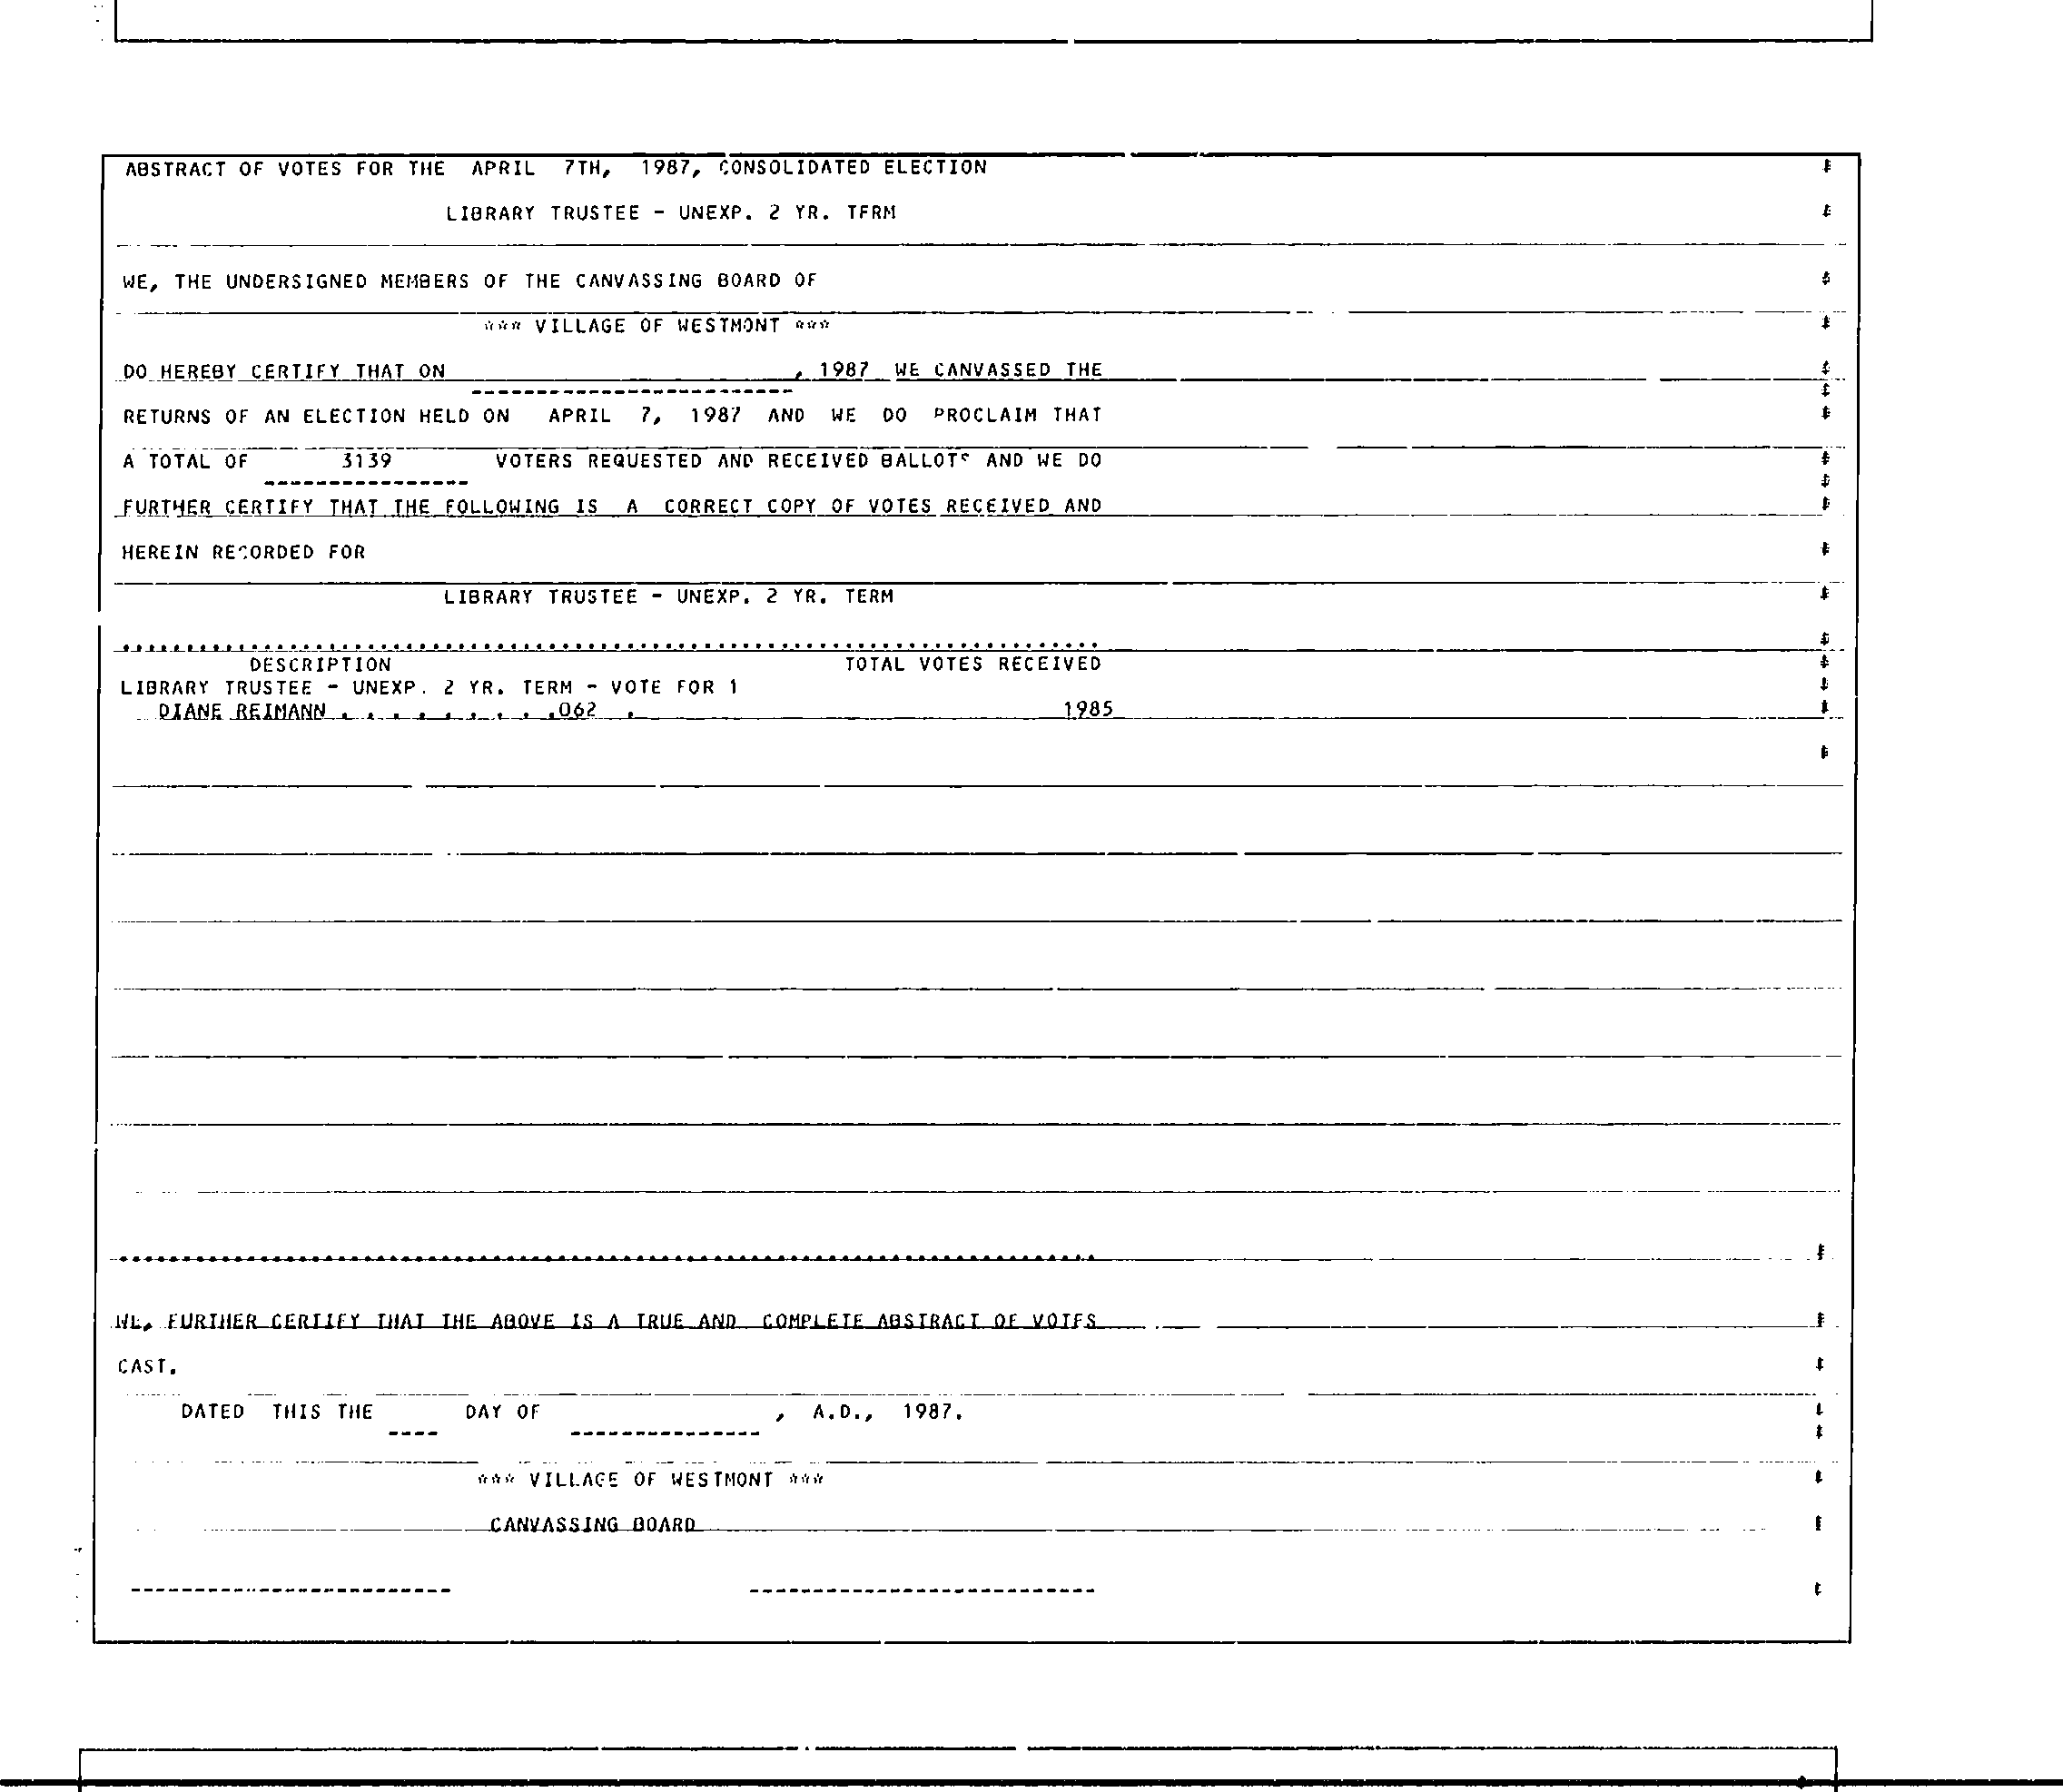 ABSTRACT OF VOTES FOR THE APRIL 7TH, 1987, CONSOLIDATED ELECTION
LIBRARY TRUSTEE - UNEXP. 2 YR. TERM
WE, THE UNDERSIGNED MEMBERS OF THE CANVASSING BOARD OF
*** VILLAGE OF WESTMONT ***
DO HEREBY CERTIFY THAT ON , 1987 WE CANVASSED THE
RETURNS OF AN ELECTION HELD ON APRIL 7, 1987 AND WE DO PROCLAIM THAT
A TOTAL OF 3139 VOTERS REQUESTED AND RECEIVED BALLOTS AND WE DO
FURTHER CERTIFY THAT THE FOLLOWING IS A CORRECT COPY OF VOTES RECEIVED AND
HEREIN RECORDED FOR
LIBRARY TRUSTEE - UNEXP. 2 YR. TERM
DESCRIPTION TOTAL VOTES RECEIVED
LIBRARY TRUSTEE - UNEXP. 2 YR. TERM - VOTE FOR 1
DIANE REIMANN . . . . . . . . .062 . 1985
WE, FURTHER CERTIFY THAT THE ABOVE IS A TRUE AND COMPLETE ABSTRACT OF VOTES
CAST.
DATED THIS THE ---- DAY OF --------------- , A.D., 1987.
*** VILLAGE OF WESTMONT ***
CANVASSING BOARD